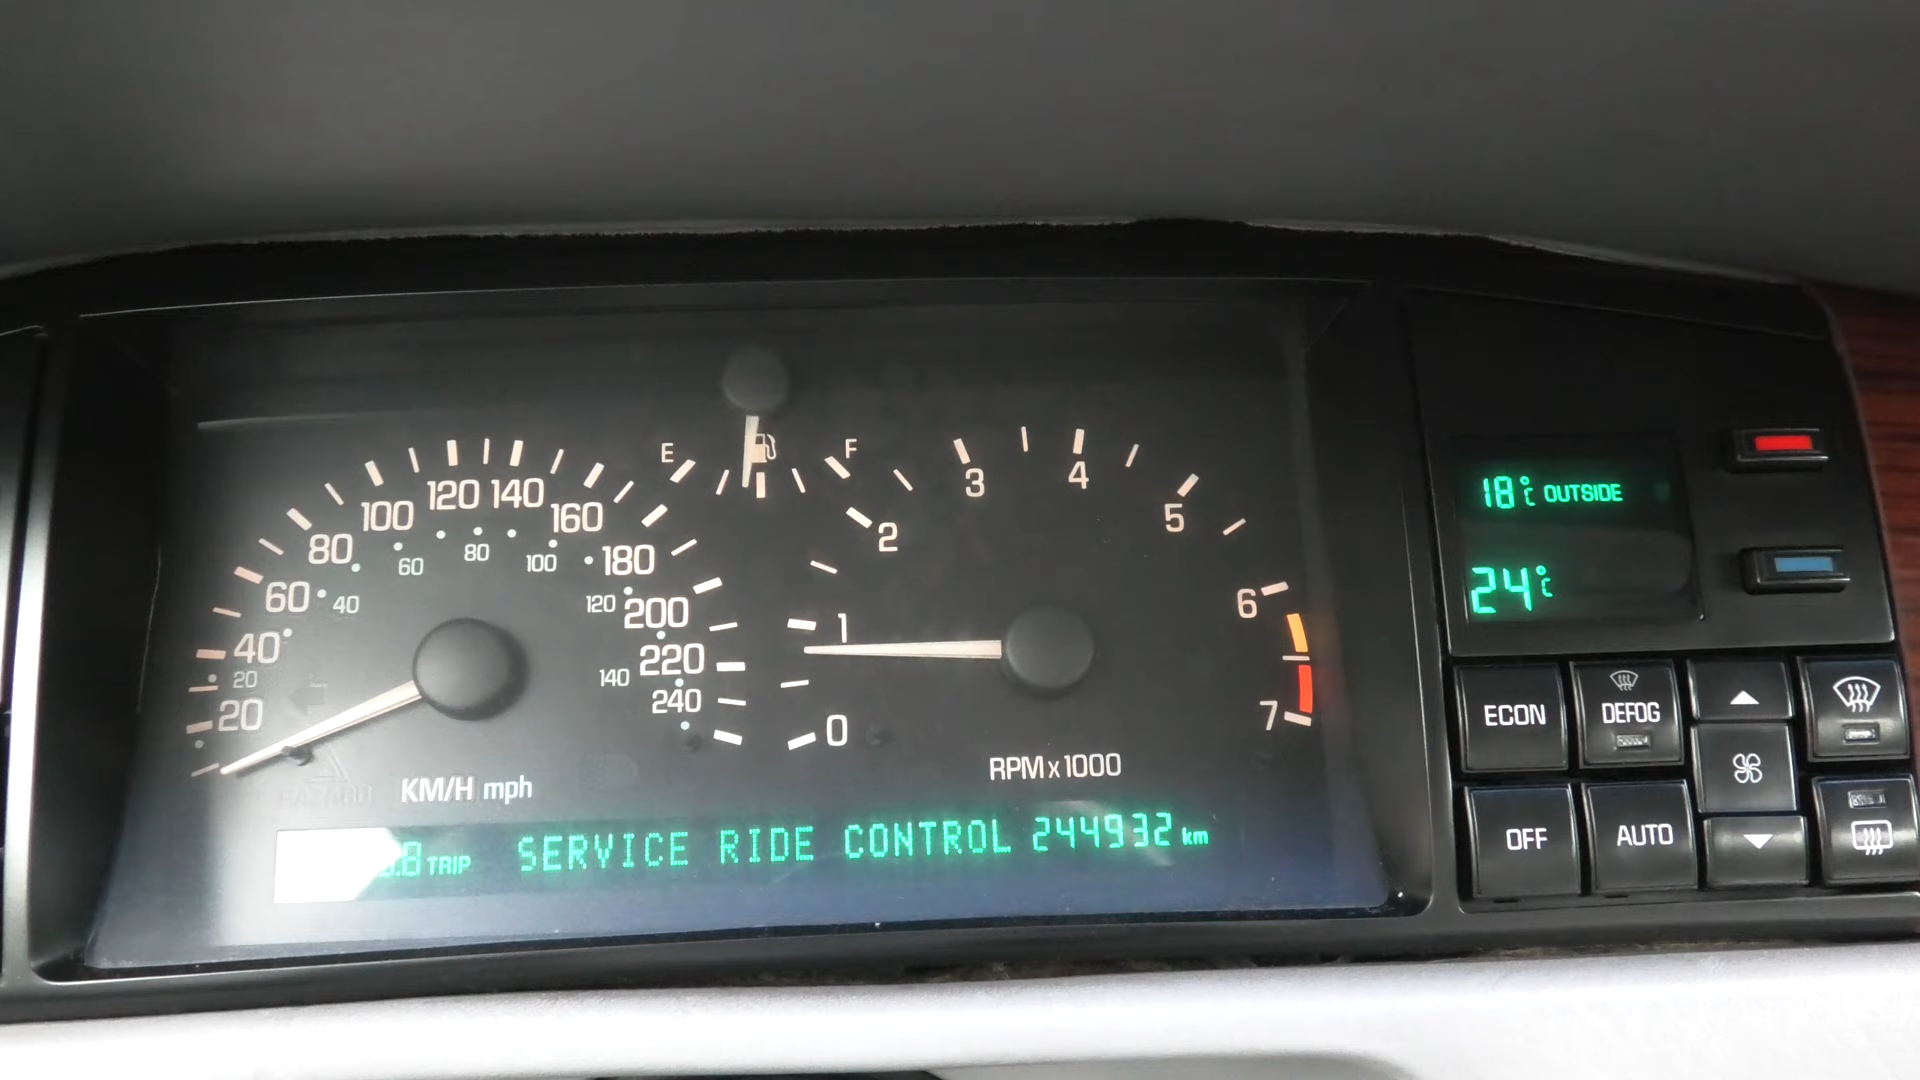 E F
20 40 60 80 100 120 140 160 180 200 220 240
20 40 60 80 100 120 140
KM/H mph
0 1 2 3 4 5 6 7
RPM x 1000
TRIP SERVICE RIDE CONTROL 244932 km
18°C OUTSIDE
24°C
ECON DEFOG
OFF AUTO